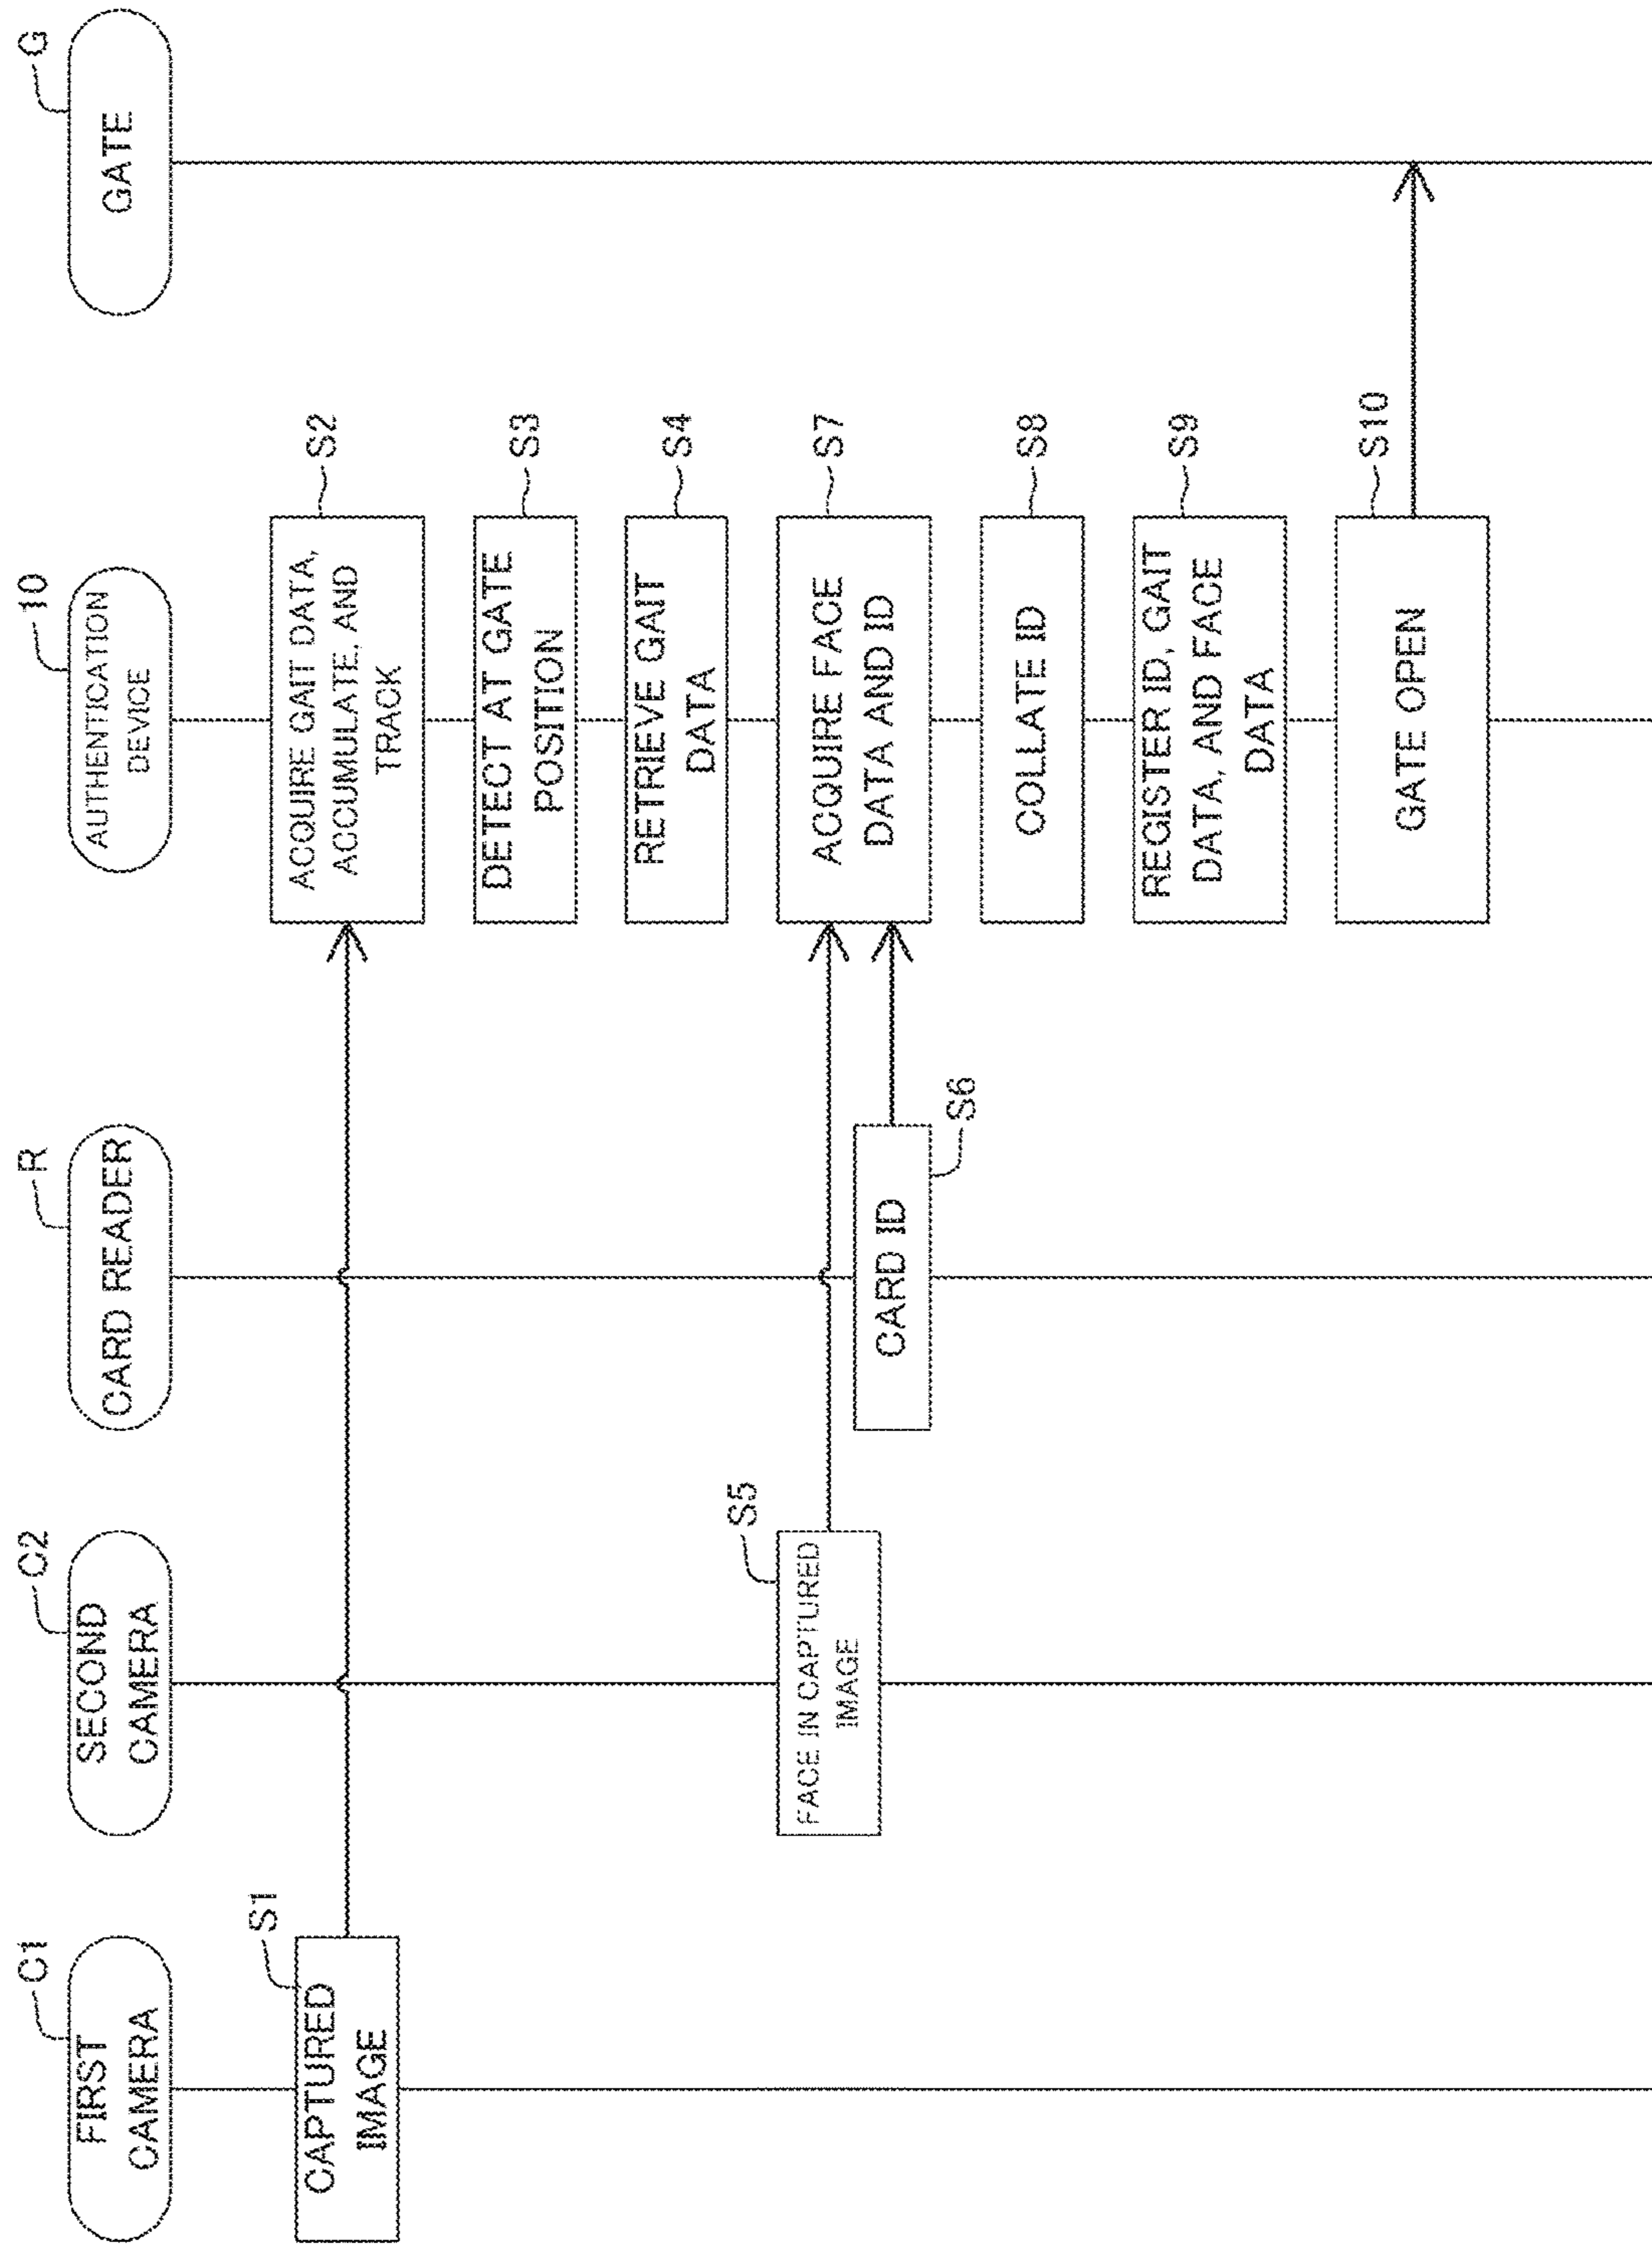 C1
FIRST
CAMERA
C2
SECOND
CAMERA
R
CARD READER
10
AUTHENTICATION
DEVICE
G
GATE
S1
CAPTURED
IMAGE
ACQUIRE GAIT DATA,
ACCUMULATE, AND
TRACK
S2
DETECT AT GATE
POSITION
S3
RETRIEVE GAIT
DATA
S4
S5
FACE IN CAPTURED
IMAGE
CARD ID
S6
ACQUIRE FACE
DATA AND ID
S7
COLLATE ID
S8
REGISTER ID, GAIT
DATA, AND FACE
DATA
S9
GATE OPEN
S10